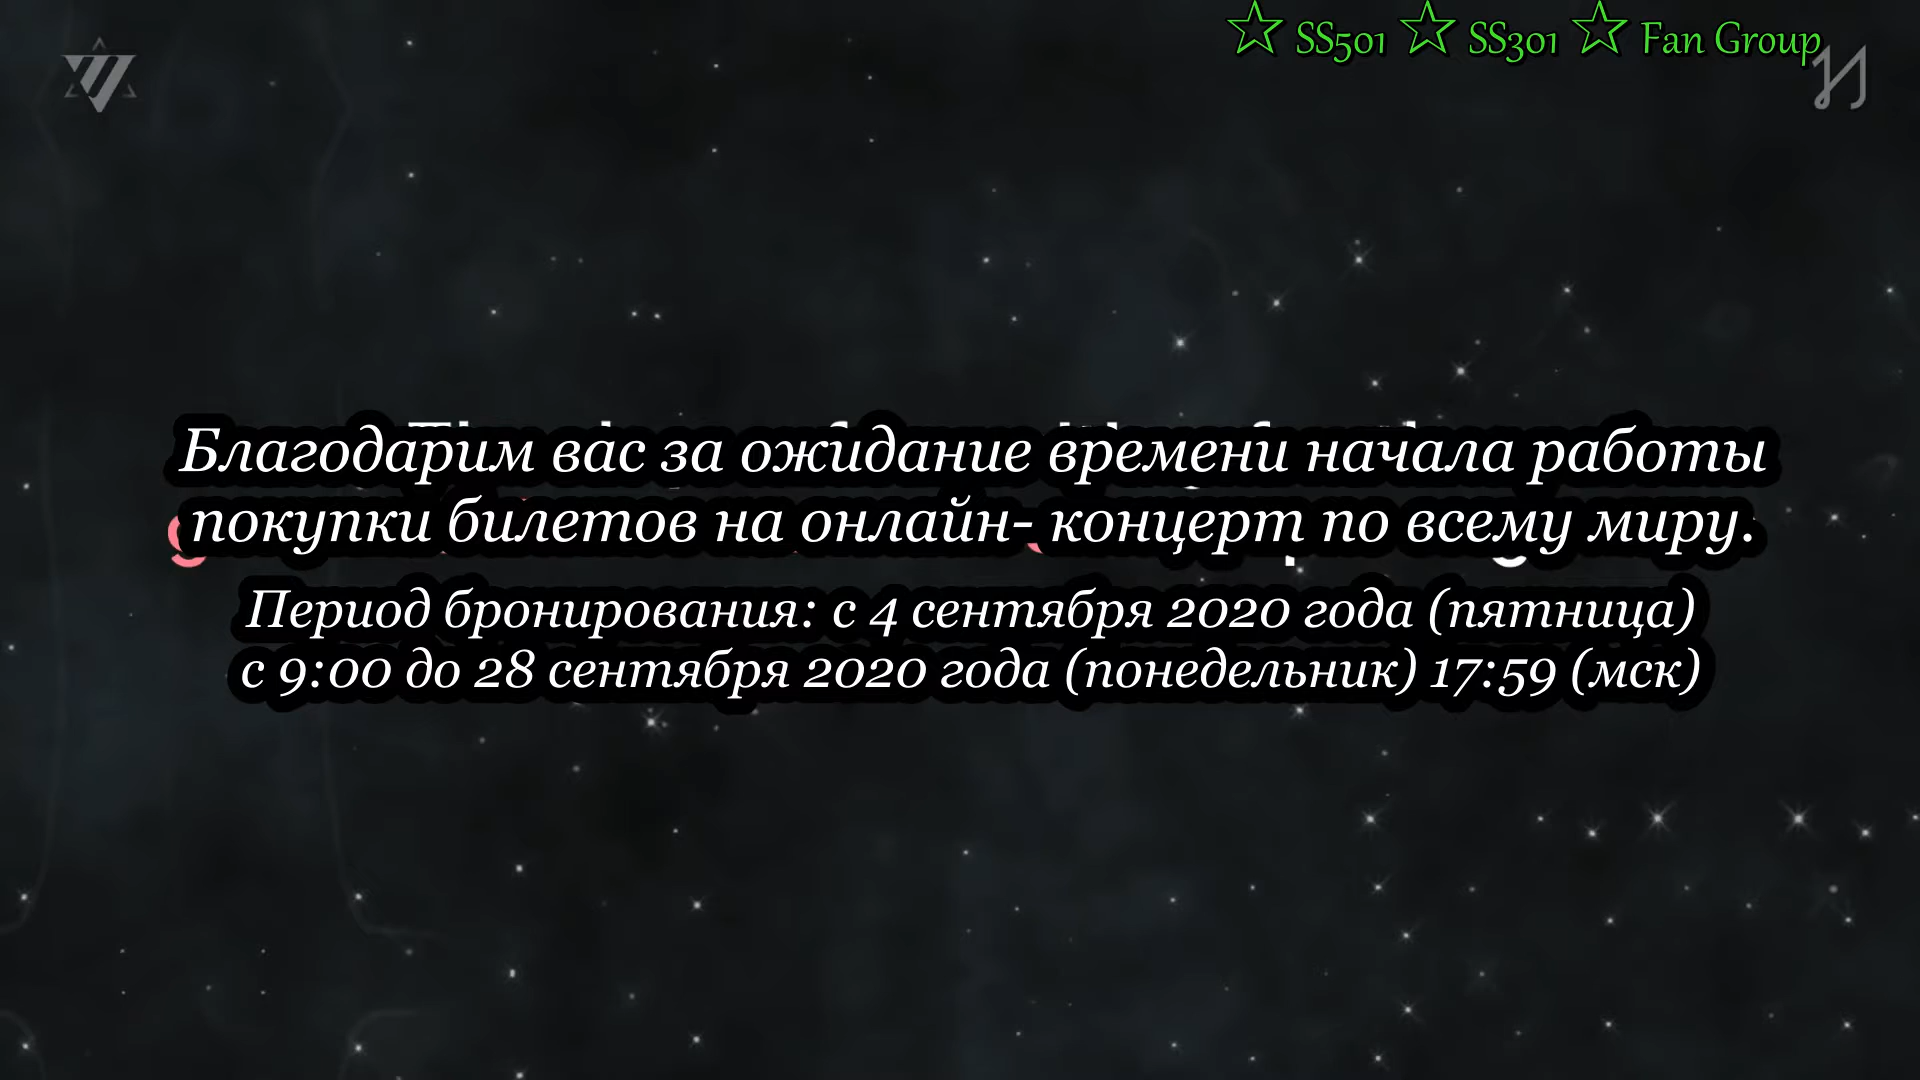 ☆ SS501 ☆ SS301 ☆ Fan Group
Благодарим вас за ожидание времени начала работы
покупки билетов на онлайн- концерт по всему миру.
Период бронирования: с 4 сентября 2020 года (пятница)
с 9:00 до 28 сентября 2020 года (понедельник) 17:59 (мск)